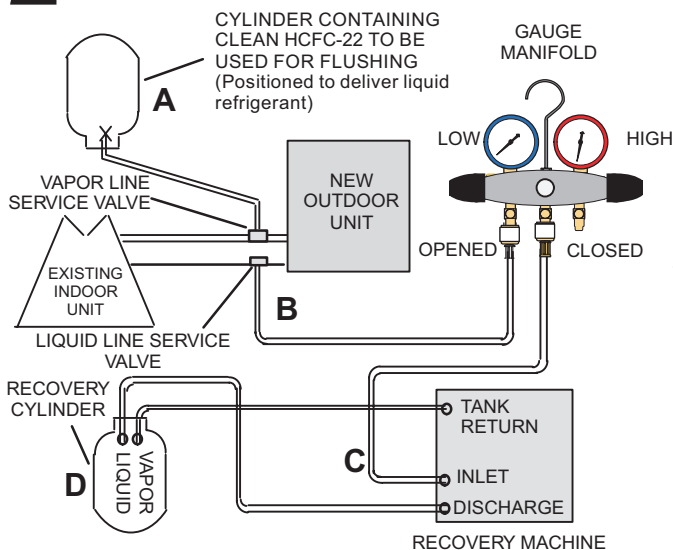 CYLINDER CONTAINING
CLEAN HCFC-22 TO BE
USED FOR FLUSHING
(Positioned to deliver liquid
refrigerant)
A
GAUGE
MANIFOLD
LOW
HIGH
VAPOR LINE
SERVICE VALVE
NEW
OUTDOOR
UNIT
OPENED
CLOSED
EXISTING
INDOOR
UNIT
B
LIQUID LINE SERVICE
VALVE
RECOVERY
CYLINDER
TANK
RETURN
C
D
LIQUID
VAPOR
INLET
DISCHARGE
RECOVERY MACHINE